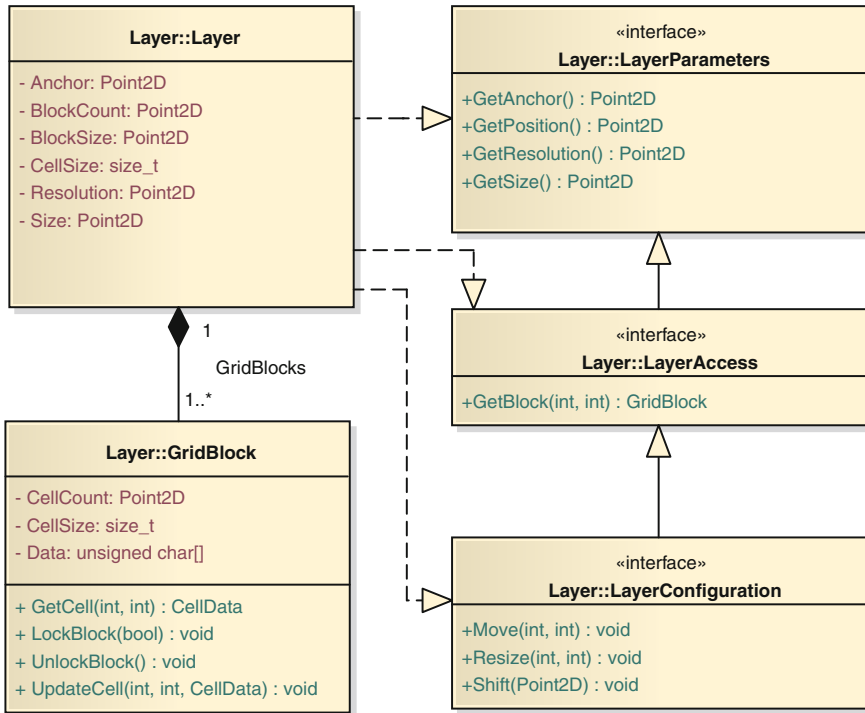 Layer::Layer
- Anchor: Point2D
- BlockCount: Point2D
- BlockSize: Point2D
- CellSize: size_t
- Resolution: Point2D
- Size: Point2D
«interface»
Layer::LayerParameters
+GetAnchor() : Point2D
+GetPosition() : Point2D
+GetResolution() : Point2D
+GetSize() : Point2D
1
GridBlocks
1..*
«interface»
Layer::LayerAccess
+GetBlock(int, int) : GridBlock
Layer::GridBlock
- CellCount: Point2D
- CellSize: size_t
- Data: unsigned char[]
+ GetCell(int, int) : CellData
+ LockBlock(bool) : void
+ UnlockBlock() : void
+ UpdateCell(int, int, CellData) : void
«interface»
Layer::LayerConfiguration
+Move(int, int) : void
+Resize(int, int) : void
+Shift(Point2D) : void